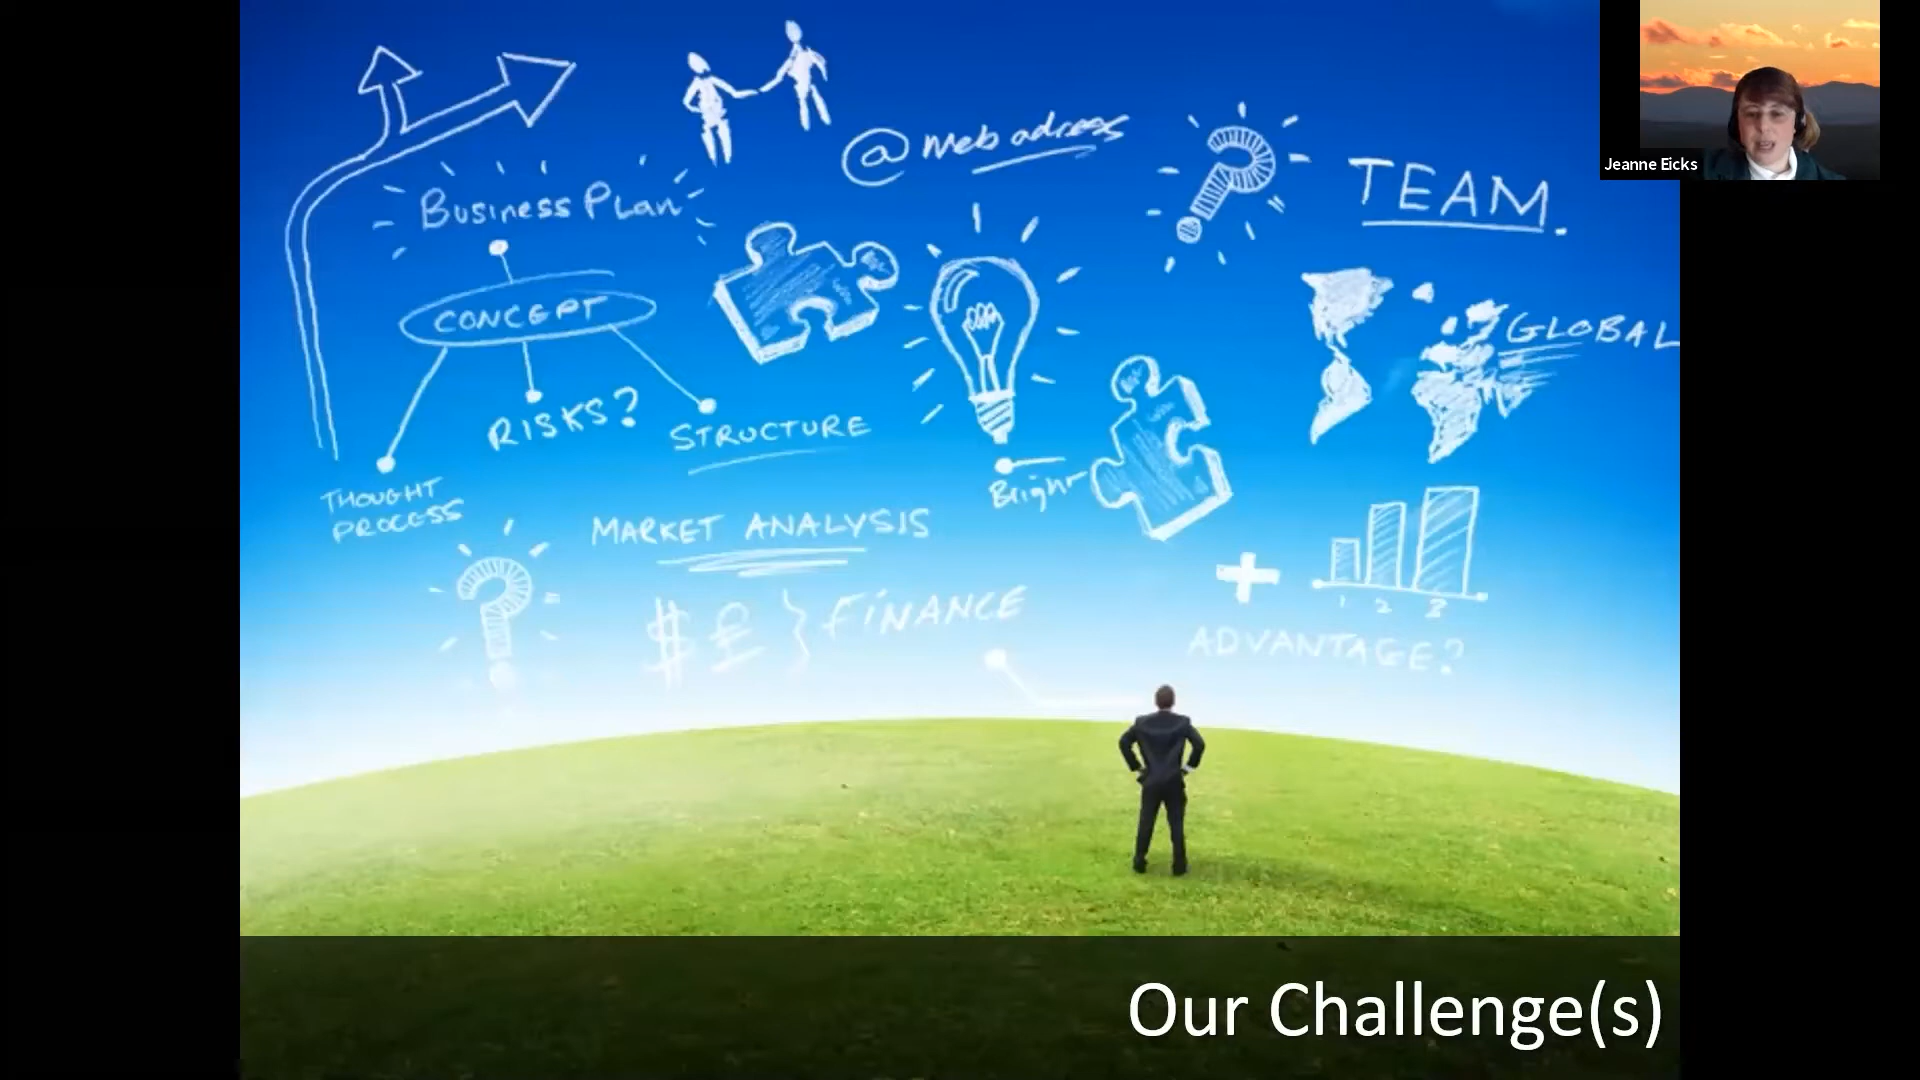 Jeanne Eicks
@ Web adress
TEAM.
Business Plan
CONCEPT
GLOBAL
RISKS?
STRUCTURE
THOUGHT
PROCESS
Bright
MARKET ANALYSIS
$ £ } FINANCE
1 2 3
ADVANTAGE?
Our Challenge(s)